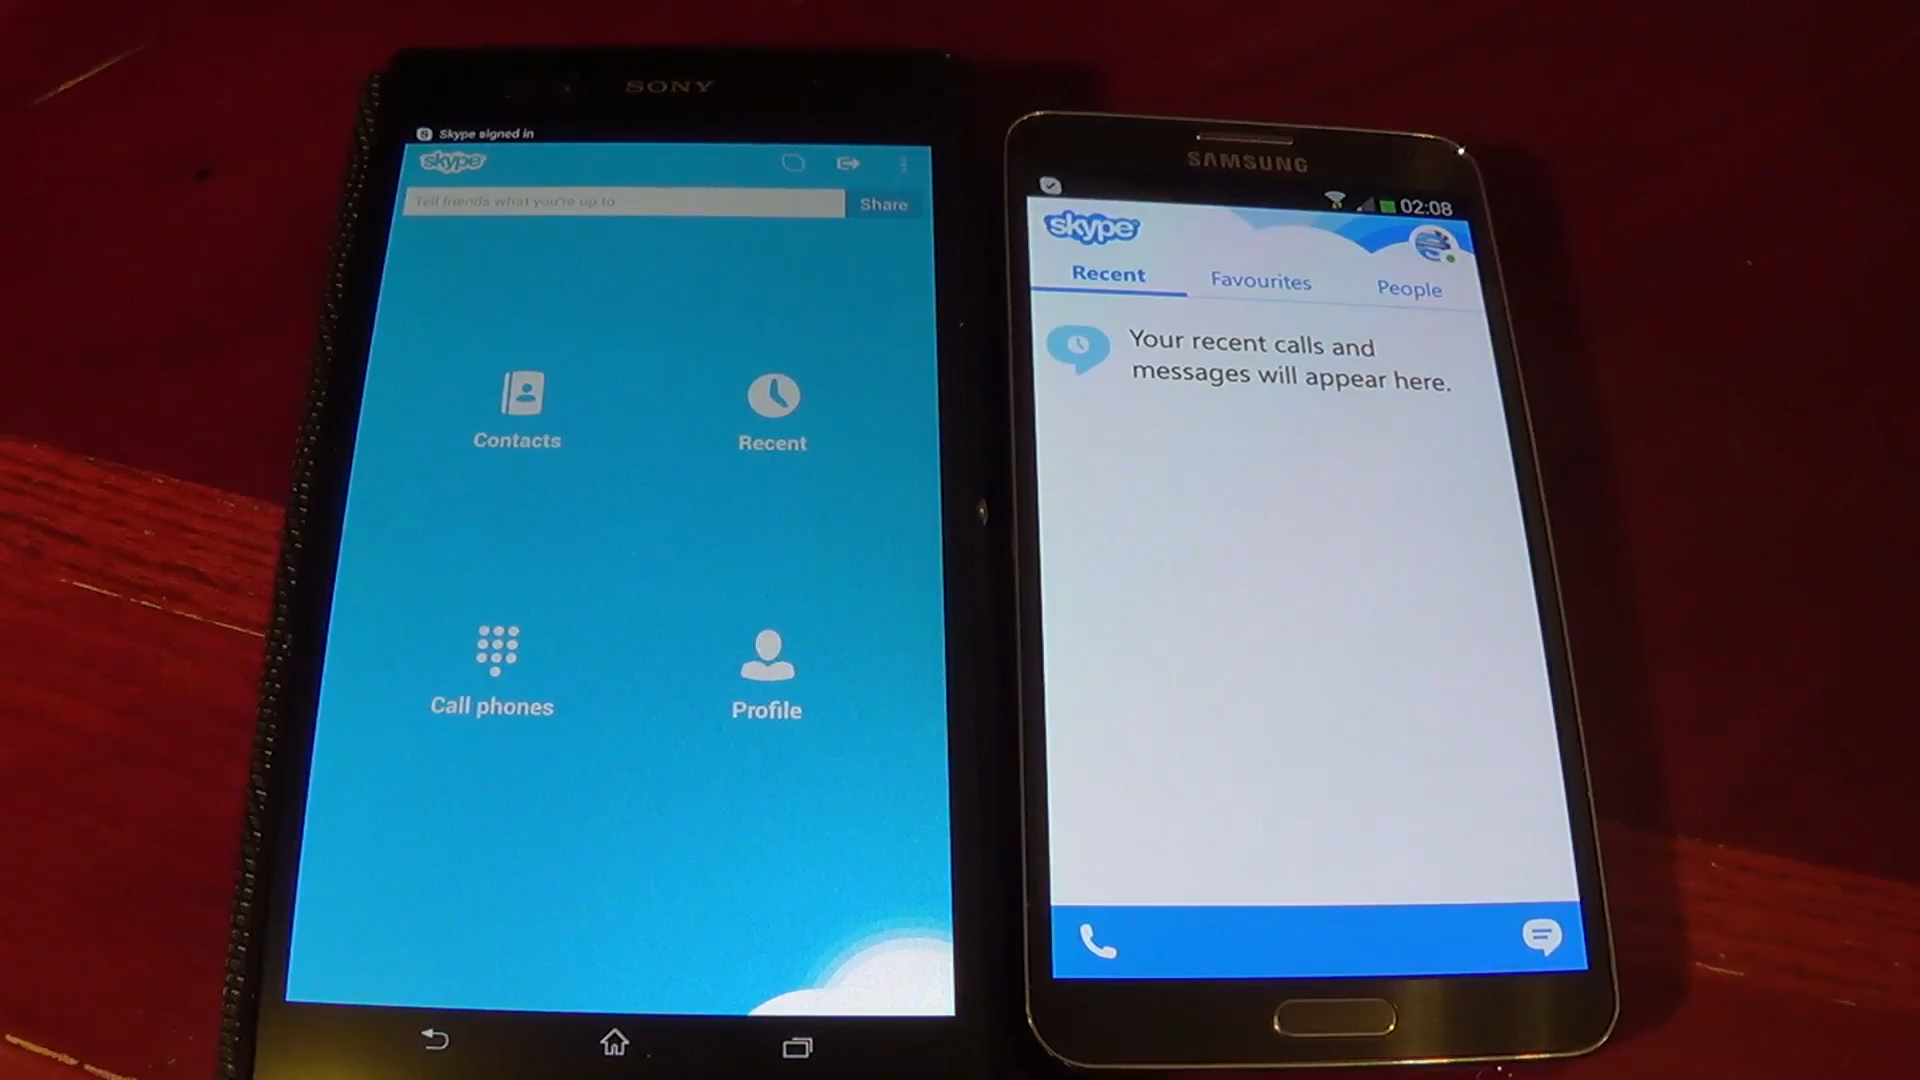 SONY
Skype signed in
skype
Tell friends what you're up to
Share
Contacts
Recent
Call phones
Profile
SAMSUNG
02:08
skype
Recent
Favourites
People
Your recent calls and
messages will appear here.